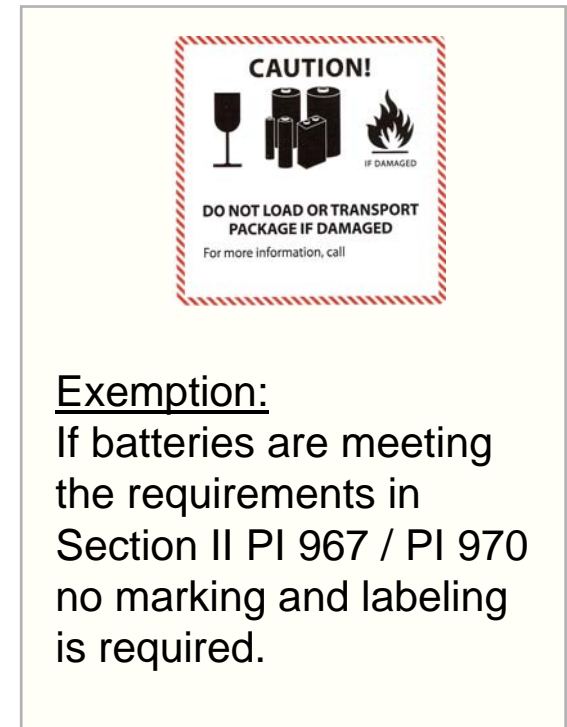 CAUTION!
IF DAMAGED
DO NOT LOAD OR TRANSPORT
PACKAGE IF DAMAGED
For more information, call
Exemption:
If batteries are meeting
the requirements in
Section II PI 967 / PI 970
no marking and labeling
is required.